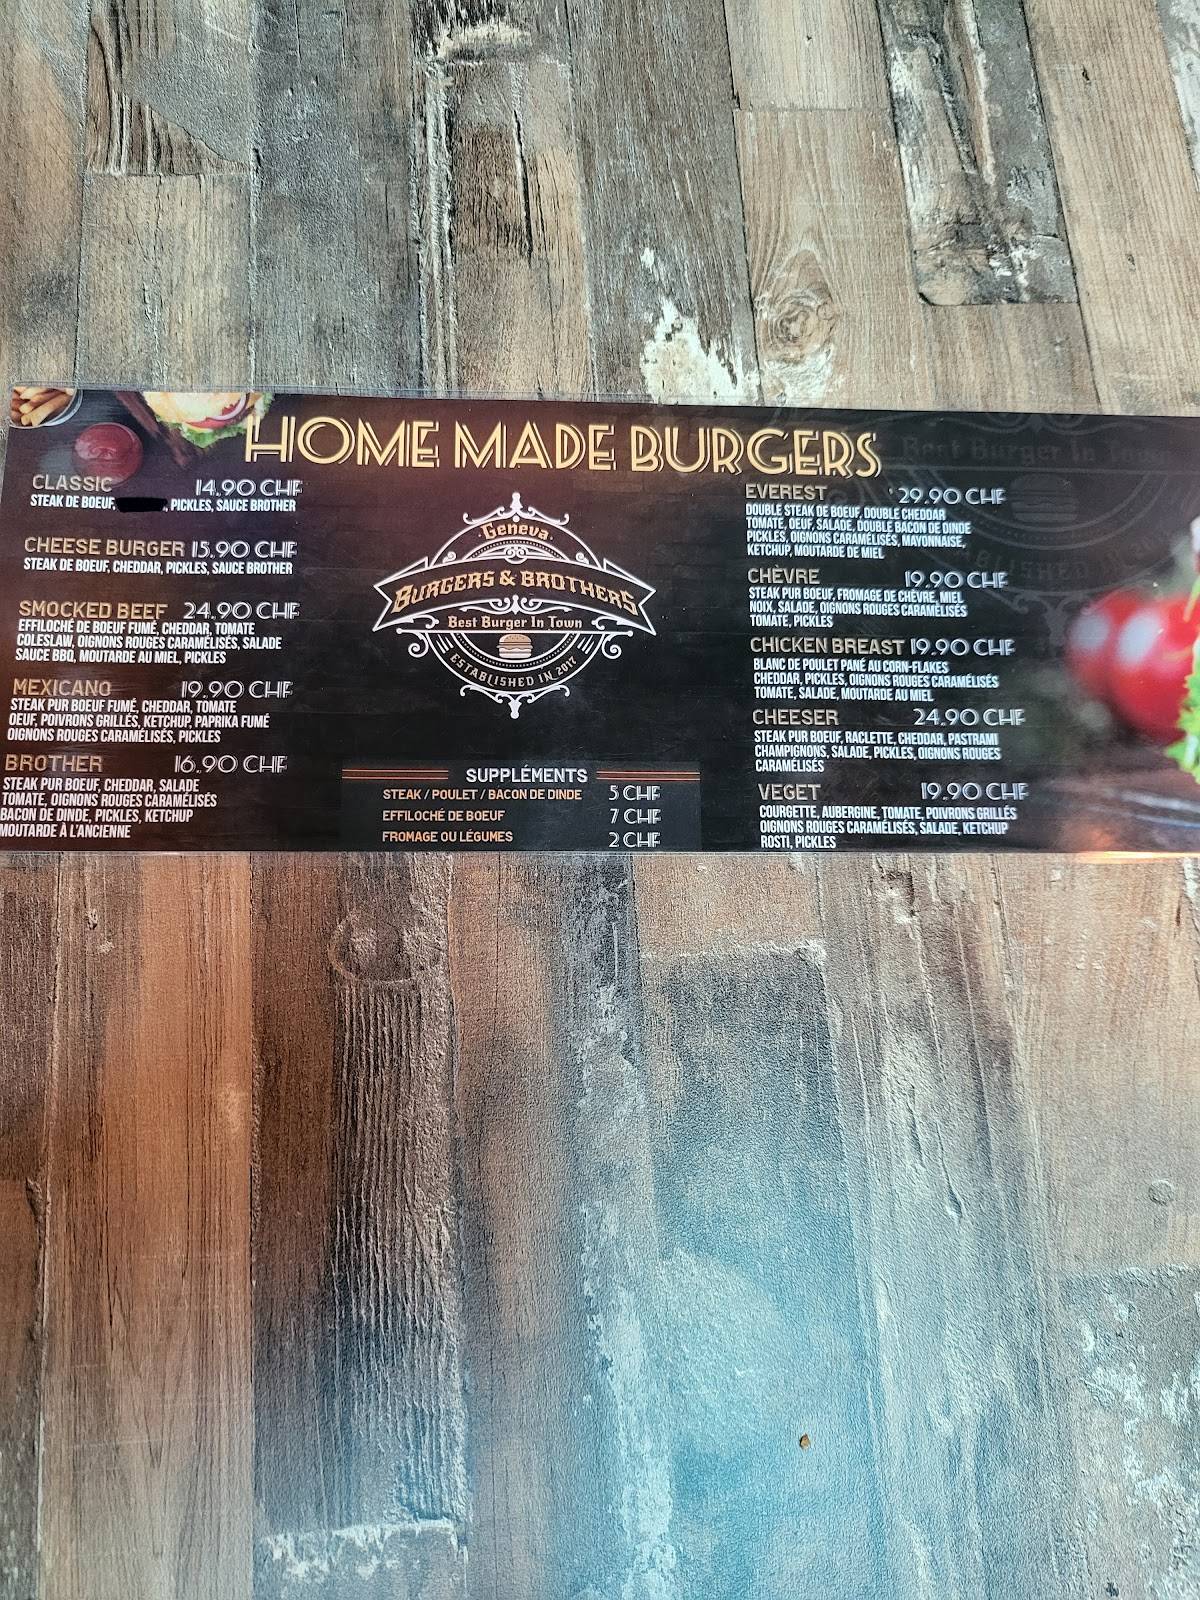 HOME MADE BURGERS
CLASSIC 14.90 CHF
STEAK DE BOEUF, , PICKLES, SAUCE BROTHER
CHEESE BURGER 15.90 CHF
STEAK DE BOEUF, CHEDDAR, PICKLES, SAUCE BROTHER
SMOCKED BEEF 24.90 CHF
EFFILOCHÉ DE BOEUF FUMÉ, CHEDDAR, TOMATE
COLESLAW, OIGNONS ROUGES CARAMÉLISÉS, SALADE
SAUCE BBQ, MOUTARDE AU MIEL, PICKLES
MEXICANO 19.90 CHF
STEAK PUR BOEUF FUMÉ, CHEDDAR, TOMATE
OEUF, POIVRONS GRILLÉS, KETCHUP, PAPRIKA FUMÉ
OIGNONS ROUGES CARAMÉLISÉS, PICKLES
BROTHER 16.90 CHF
STEAK PUR BOEUF, CHEDDAR, SALADE
TOMATE, OIGNONS ROUGES CARAMÉLISÉS
BACON DE DINDE, PICKLES, KETCHUP
MOUTARDE À L'ANCIENNE
Geneva
BURGERS & BROTHERS
Best Burger In Town
ESTABLISHED IN 2017
SUPPLÉMENTS
STEAK / POULET / BACON DE DINDE 5 CHF
EFFILOCHÉ DE BOEUF 7 CHF
FROMAGE OU LÉGUMES 2 CHF
EVEREST 29.90 CHF
DOUBLE STEAK DE BOEUF, DOUBLE CHEDDAR
TOMATE, OEUF, SALADE, DOUBLE BACON DE DINDE
PICKLES, OIGNONS CARAMÉLISÉS, MAYONNAISE,
KETCHUP, MOUTARDE DE MIEL
CHÈVRE 19.90 CHF
STEAK PUR BOEUF, FROMAGE DE CHÈVRE, MIEL
NOIX, SALADE, OIGNONS ROUGES CARAMÉLISÉS
TOMATE, PICKLES
CHICKEN BREAST 19.90 CHF
BLANC DE POULET PANÉ AU CORN-FLAKES
CHEDDAR, PICKLES, OIGNONS ROUGES CARAMÉLISÉS
TOMATE, SALADE, MOUTARDE AU MIEL
CHEESER 24.90 CHF
STEAK PUR BOEUF, RACLETTE, CHEDDAR, PASTRAMI
CHAMPIGNONS, SALADE, PICKLES, OIGNONS ROUGES
CARAMÉLISÉS
VEGET 19.90 CHF
COURGETTE, AUBERGINE, TOMATE, POIVRONS GRILLÉS
OIGNONS ROUGES CARAMÉLISÉS, SALADE, KETCHUP
ROSTI, PICKLES
Best Burger In Town